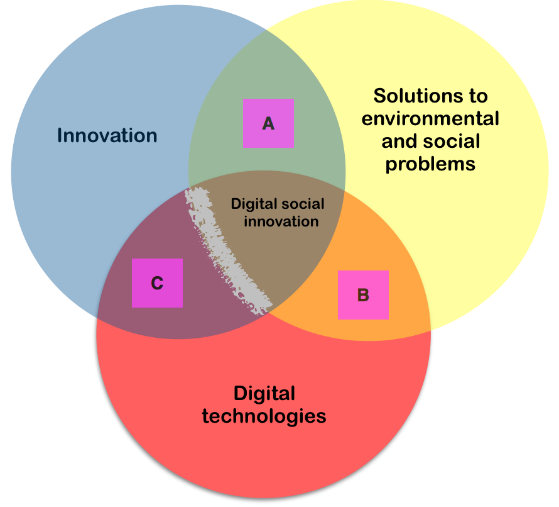 Solutions to
environmental
and social
problems
Innovation
A
Digital social
innovation
C
B
Digital
technologies